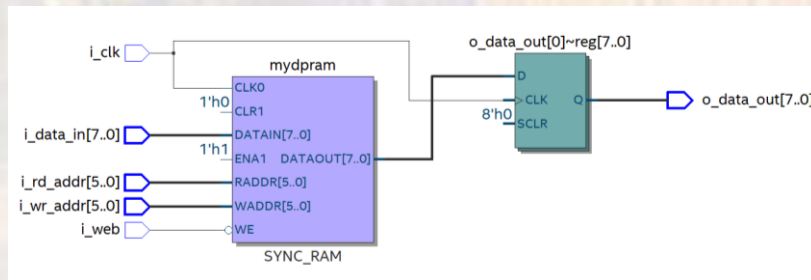 o_data_out[0]~reg[7..0]
i_clk
mydpram
CLK0
D
1'h0
CLR1
CLK
Q
o_data_out[7..0]
8'h0
SCLR
i_data_in[7..0]
DATAIN[7..0]
1'h1
ENA1
DATAOUT[7..0]
i_rd_addr[5..0]
RADDR[5..0]
i_wr_addr[5..0]
WADDR[5..0]
i_web
WE
SYNC_RAM